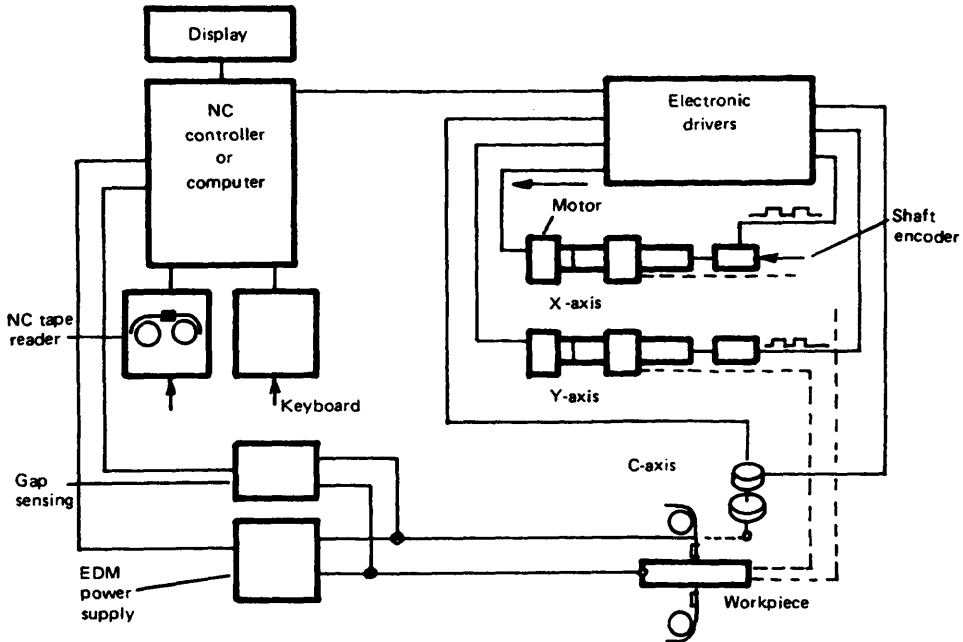 Display
NC
controller
or
computer
Electronic
drivers
Motor
Shaft
encoder
X-axis
NC tape
reader
Keyboard
Y-axis
C-axis
Gap
sensing
EDM
power
supply
Workpiece